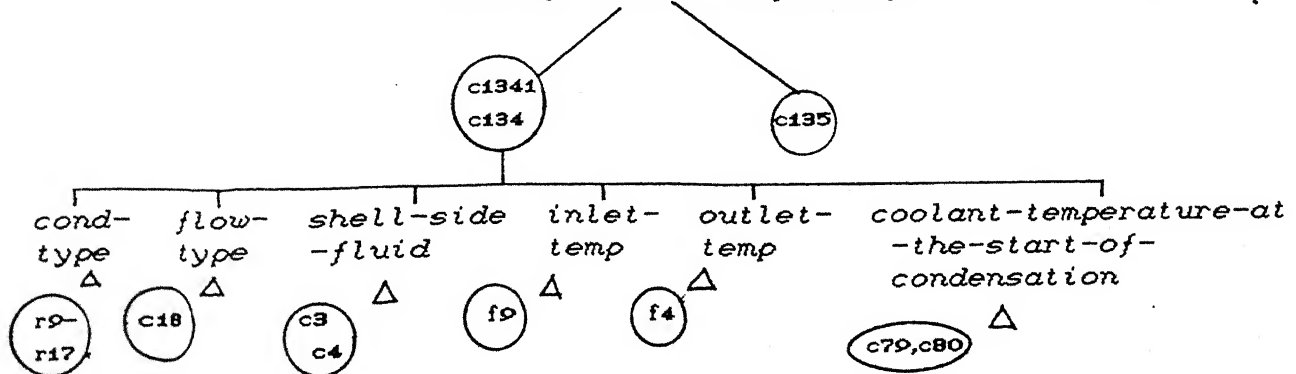 c1341
c134
c135
cond-type
flow-type
shell-side-fluid
inlet-temp
outlet-temp
coolant-temperature-at-the-start-of-condensation
r9-
r17
c18
c3
c4
f9
f4
c79,c80